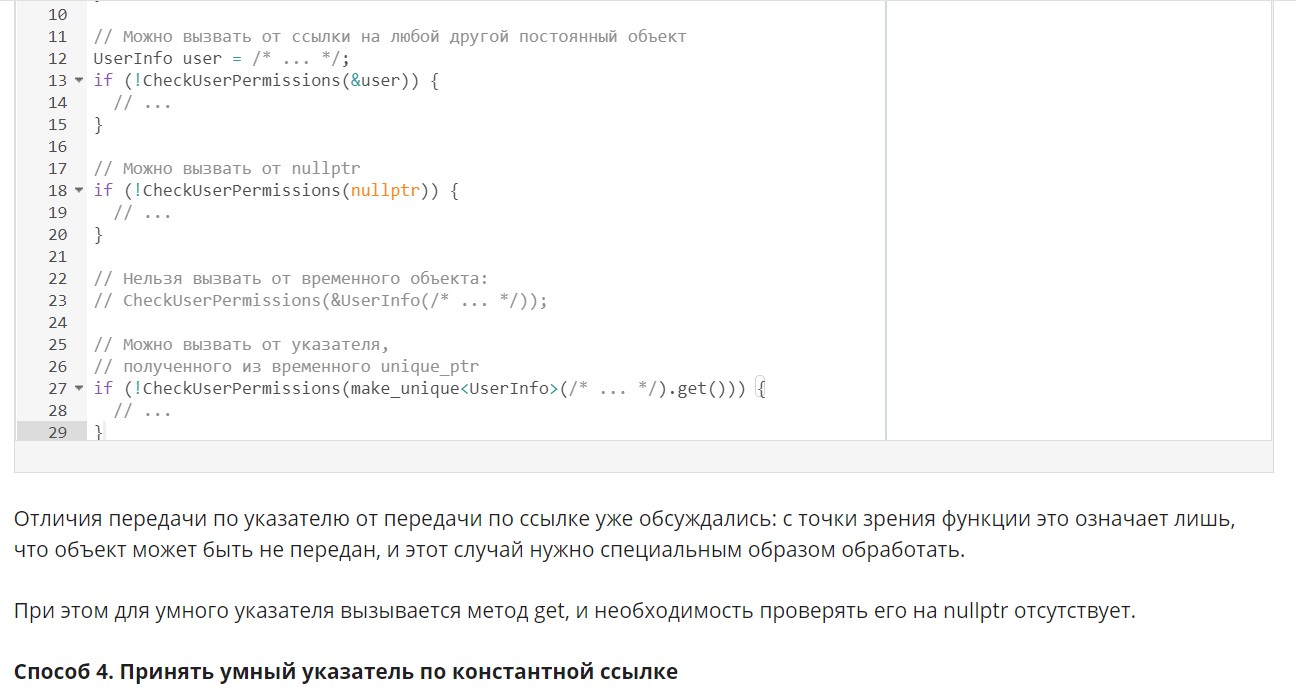 10
11 // Можно вызвать от ссылки на любой другой постоянный объект
12 UserInfo user = /* ... */;
13 if (!CheckUserPermissions(&user)) {
14 // ...
15 }
16
17 // Можно вызвать от nullptr
18 if (!CheckUserPermissions(nullptr)) {
19 // ...
20 }
21
22 // Нельзя вызвать от временного объекта:
23 // CheckUserPermissions(&UserInfo(/* ... */));
24
25 // Можно вызвать от указателя,
26 // полученного из временного unique_ptr
27 if (!CheckUserPermissions(make_unique<UserInfo>(/* ... */).get())) {
28 // ...
29 }
Отличия передачи по указателю от передачи по ссылке уже обсуждались: с точки зрения функции это означает лишь,
что объект может быть не передан, и этот случай нужно специальным образом обработать.
При этом для умного указателя вызывается метод get, и необходимость проверять его на nullptr отсутствует.
Способ 4. Принять умный указатель по константной ссылке